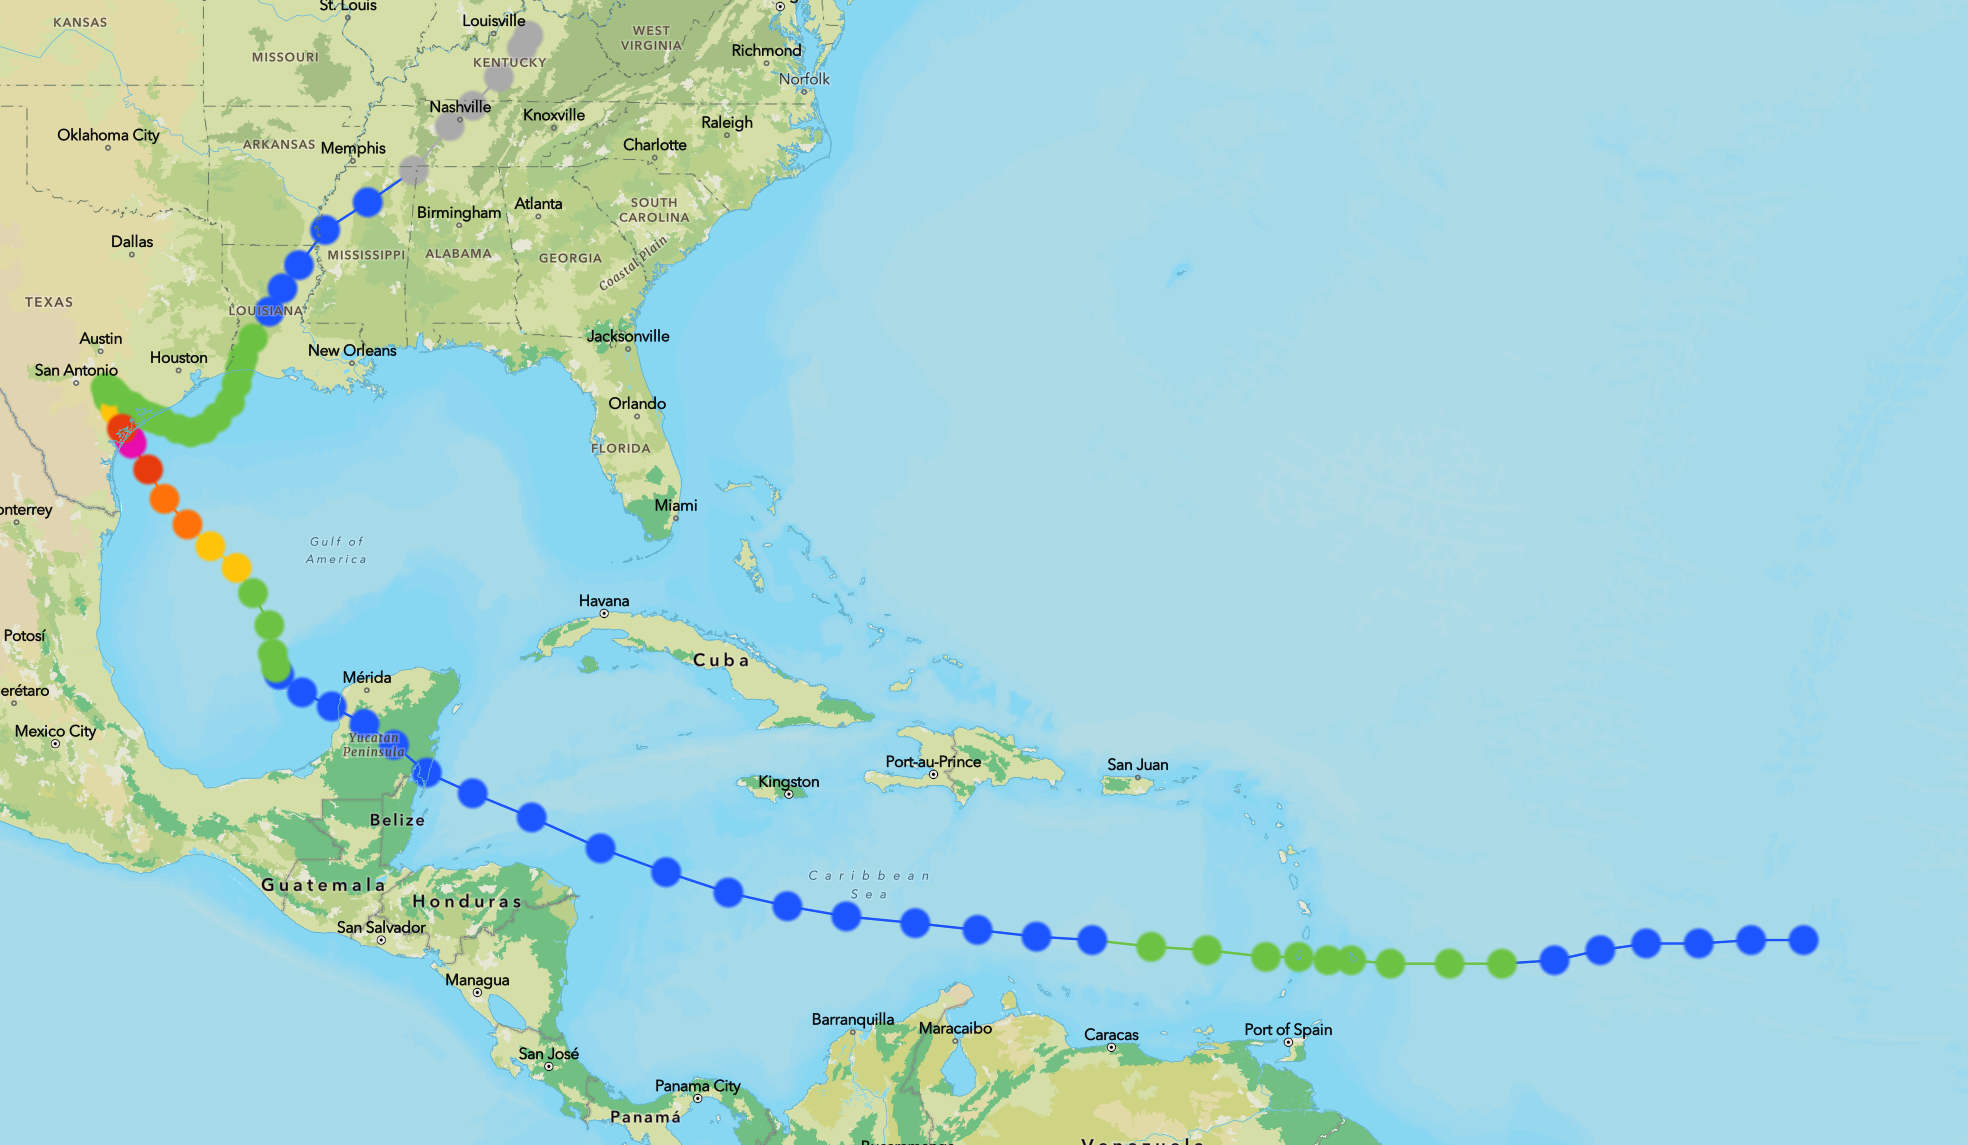 St. Louis
KANSAS
Louisville
WEST
VIRGINIA
Richmond
MISSOURI
KENTUCKY
Norfolk
Nashville
Knoxville
Raleigh
Oklahoma City
ARKANSAS
Memphis
Charlotte
Birmingham
Atlanta
SOUTH
CAROLINA
Dallas
MISSISSIPPI
ALABAMA
GEORGIA
Coastal Plain
TEXAS
LOUISIANA
Austin
Houston
New Orleans
Jacksonville
San Antonio
Orlando
FLORIDA
Miami
onterrey
Gulf of
America
Havana
Potosí
Cuba
Mérida
erétaro
Mexico City
Yucatán
Peninsula
Port-au-Prince
San Juan
Kingston
Belize
Caribbean
Sea
Guatemala
Honduras
San Salvador
Managua
Barranquilla
Maracaibo
Caracas
Port of Spain
San José
Panama City
Panamá
Venezuela